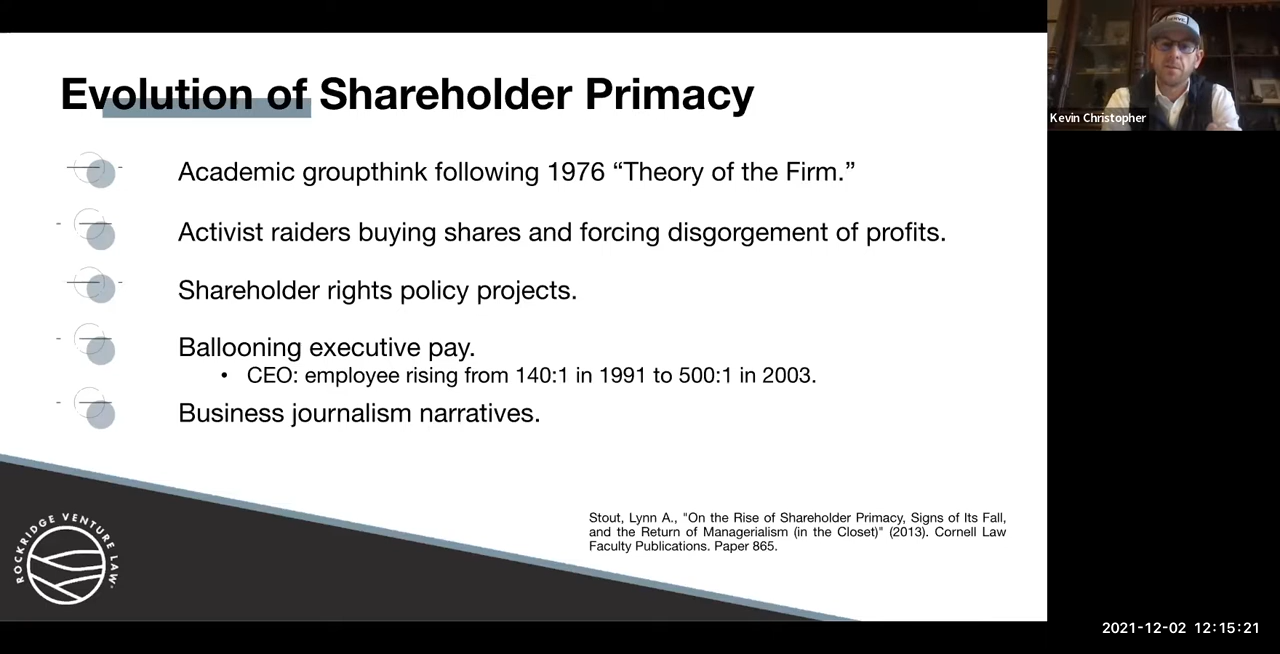 Evolution of Shareholder Primacy
Academic groupthink following 1976 “Theory of the Firm.”
Activist raiders buying shares and forcing disgorgement of profits.
Shareholder rights policy projects.
Ballooning executive pay.
• CEO: employee rising from 140:1 in 1991 to 500:1 in 2003.
Business journalism narratives.
Stout, Lynn A., "On the Rise of Shareholder Primacy, Signs of Its Fall,
and the Return of Managerialism (in the Closet)" (2013). Cornell Law
Faculty Publications. Paper 865.
ROCKRIDGE VENTURE LAW
Kevin Christopher
2021-12-02 12:15:21